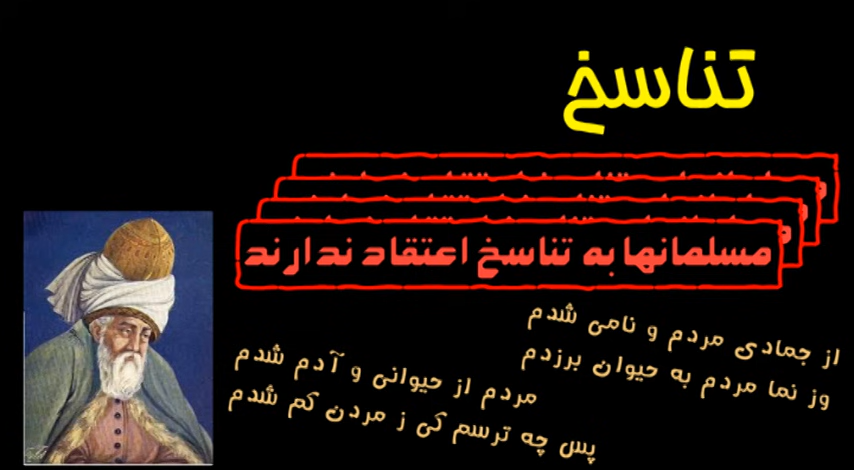 تناسخ
مسلمانها به تناسخ اعتقاد ندارند
از جمادی مردم و نامی شدم
وز نما مردم به حیوان برزدم
مردم از حیوانی و آدم شدم
پس چه ترسم کی ز مردن کم شدم